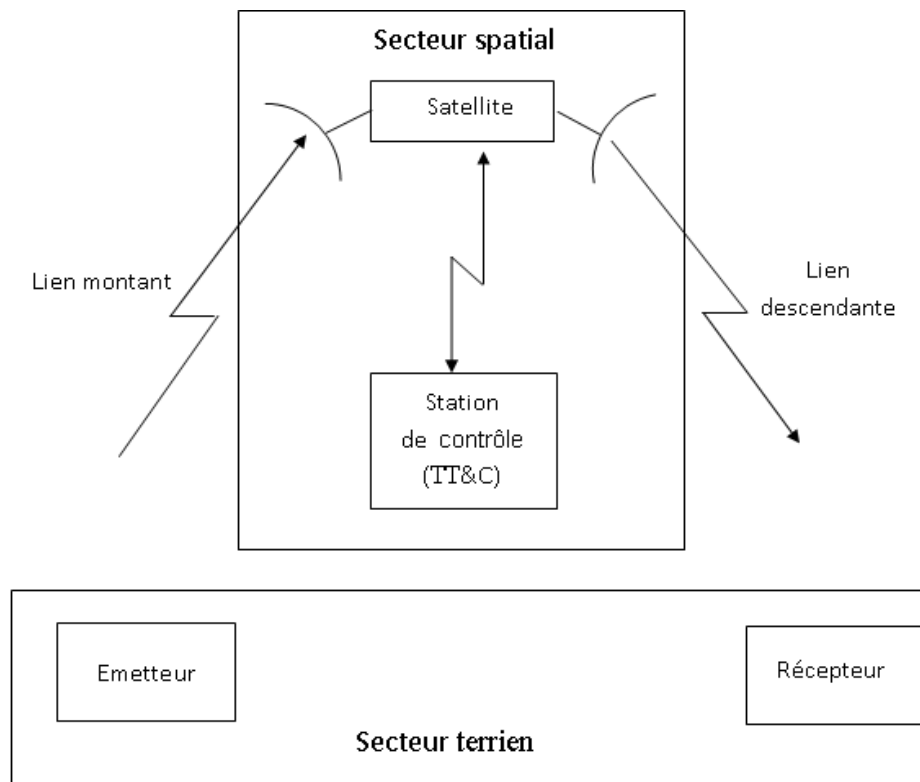 Secteur spatial
Satellite
Lien montant
Lien
descendante
Station
de contrôle
(TT&C)
Emetteur
Récepteur
Secteur terrien